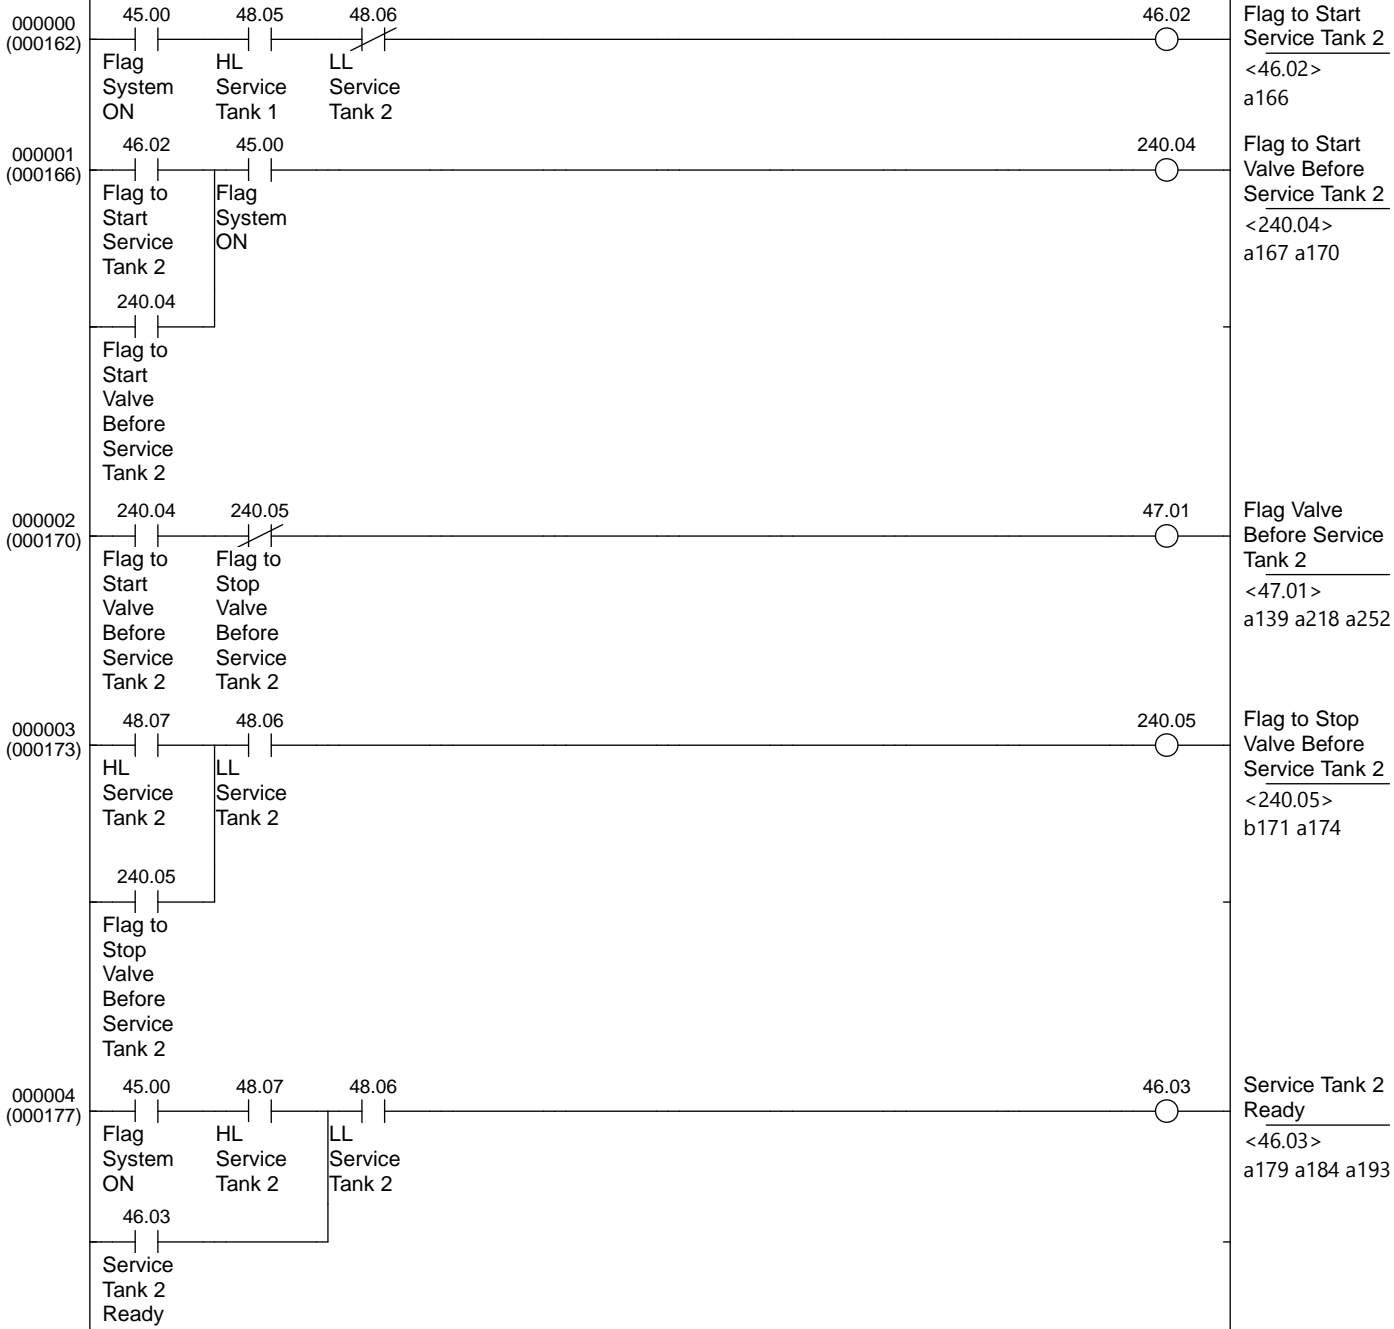 000000
(000162)
45.00
48.05
48.06
46.02
Flag
System
ON
HL
Service
Tank 1
LL
Service
Tank 2
Flag to Start
Service Tank 2
<46.02>
a166
000001
(000166)
46.02
45.00
240.04
Flag to
Start
Service
Tank 2
Flag
System
ON
Flag to Start
Valve Before
Service Tank 2
<240.04>
a167 a170
240.04
Flag to
Start
Valve
Before
Service
Tank 2
000002
(000170)
240.04
240.05
47.01
Flag to
Start
Valve
Before
Service
Tank 2
Flag to
Stop
Valve
Before
Service
Tank 2
Flag Valve
Before Service
Tank 2
<47.01>
a139 a218 a252
000003
(000173)
48.07
48.06
240.05
HL
Service
Tank 2
LL
Service
Tank 2
Flag to Stop
Valve Before
Service Tank 2
<240.05>
b171 a174
240.05
Flag to
Stop
Valve
Before
Service
Tank 2
000004
(000177)
45.00
48.07
48.06
46.03
Flag
System
ON
HL
Service
Tank 2
LL
Service
Tank 2
Service Tank 2
Ready
<46.03>
a179 a184 a193
46.03
Service
Tank 2
Ready